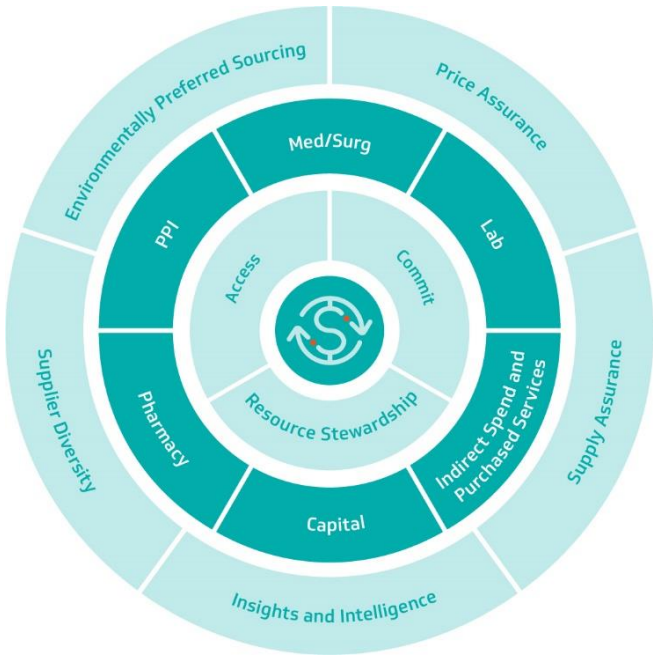 Environmentally Preferred Sourcing
Price Assurance
Supply Assurance
Insights and Intelligence
Supplier Diversity
Med/Surg
Lab
Indirect Spend and
Purchased Services
Capital
Pharmacy
PPI
Access
Commit
Resource Stewardship